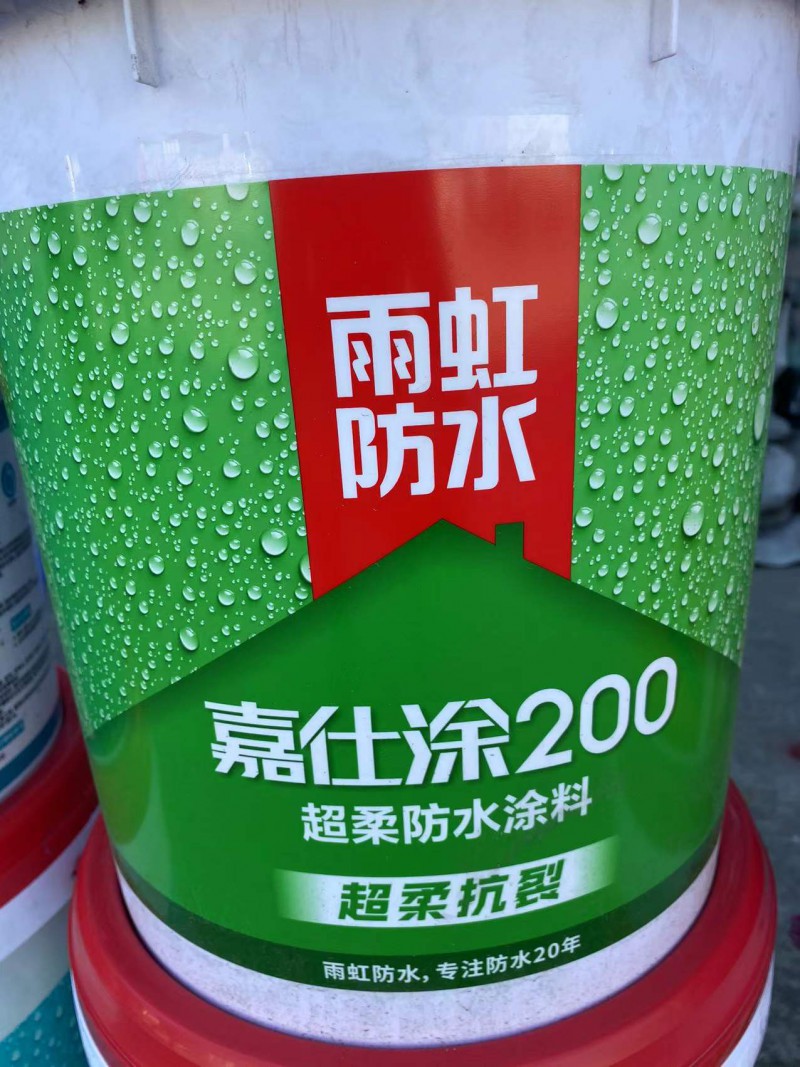 雨虹
防水
嘉仕涂200
超柔防水涂料
超柔抗裂
雨虹防水,专注防水20年